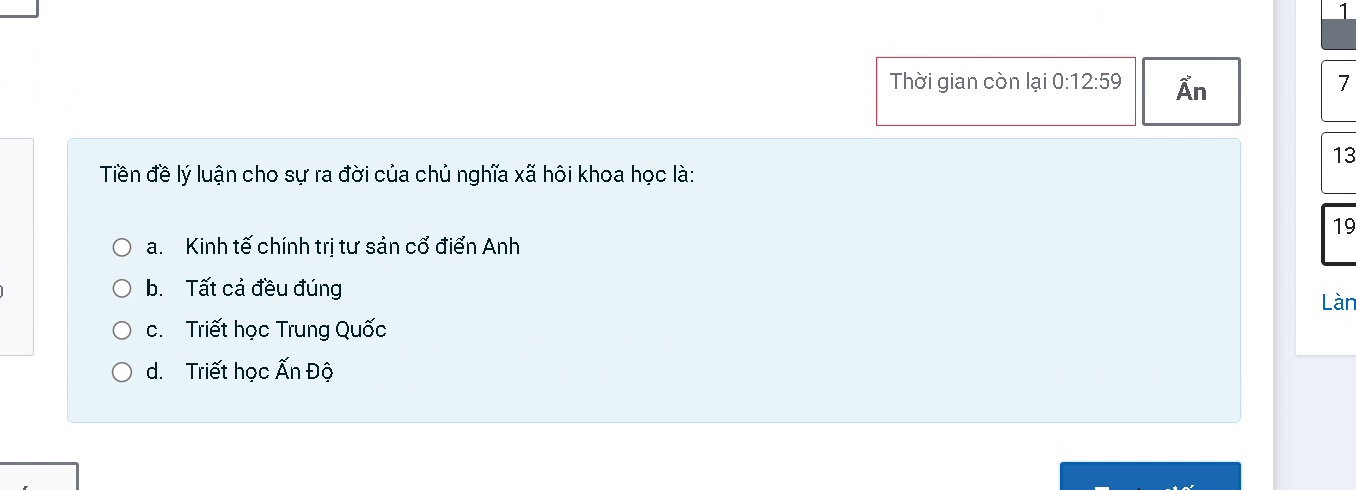 1
Thời gian còn lại 0:12:59
Ẩn
7
Tiền đề lý luận cho sự ra đời của chủ nghĩa xã hôi khoa học là:
13
a. Kinh tế chính trị tư sản cổ điển Anh
19
b. Tất cả đều đúng
c. Triết học Trung Quốc
d. Triết học Ấn Độ